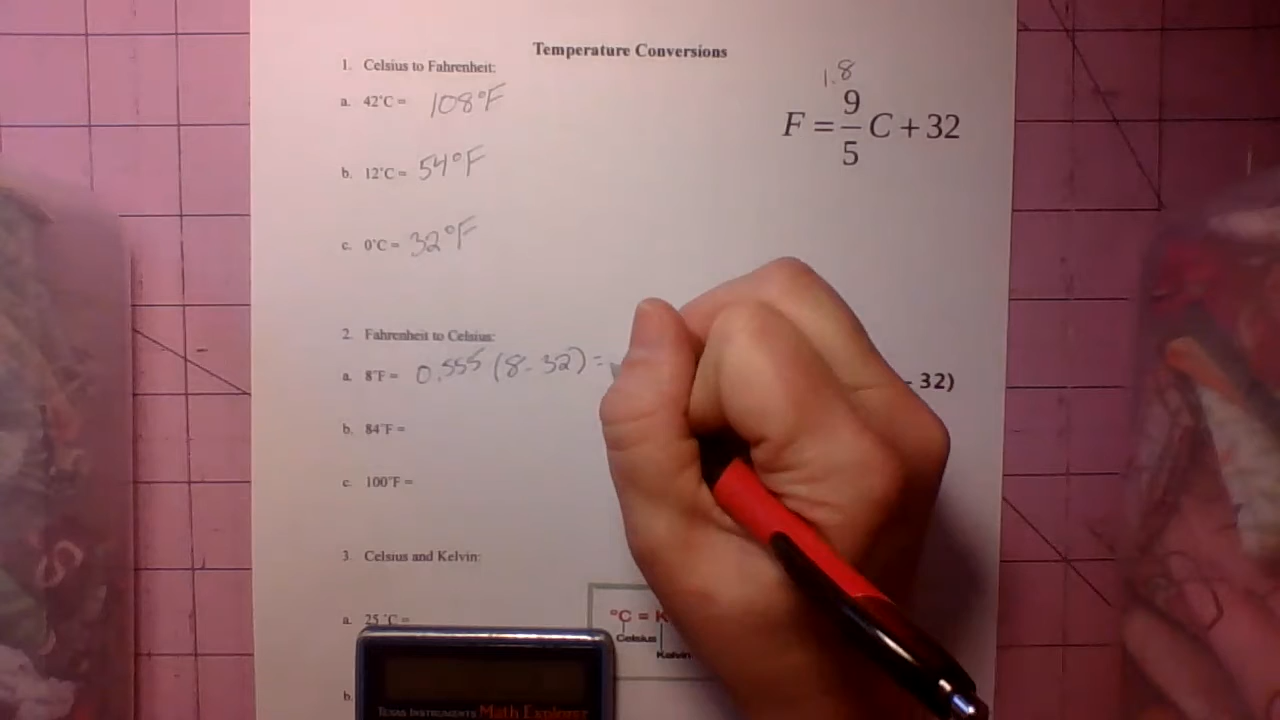 Temperature Conversions
1. Celsius to Fahrenheit:
a. 42°C = 108°F
1.8
F = 9/5 C + 32
b. 12°C = 54°F
c. 0°C = 32°F
2. Fahrenheit to Celsius:
a. 8°F = 0.555 (8 - 32) =
- 32)
b. 84°F =
c. 100°F =
3. Celsius and Kelvin:
a. 25 °C =
°C = K
Celsius
Kelvin
b.
TEXAS INSTRUMENTS Math Explorer